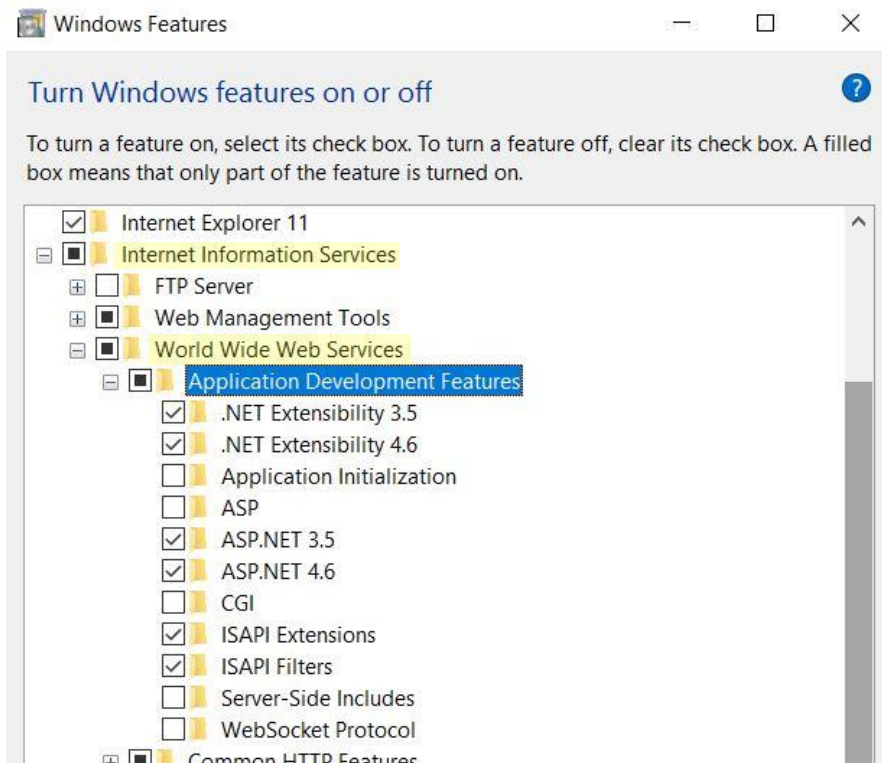 Windows Features
Turn Windows features on or off
?
To turn a feature on, select its check box. To turn a feature off, clear its check box. A filled
box means that only part of the feature is turned on.
Internet Explorer 11
Internet Information Services
FTP Server
Web Management Tools
World Wide Web Services
Application Development Features
.NET Extensibility 3.5
.NET Extensibility 4.6
Application Initialization
ASP
ASP.NET 3.5
ASP.NET 4.6
CGI
ISAPI Extensions
ISAPI Filters
Server-Side Includes
WebSocket Protocol
Common HTTP Features